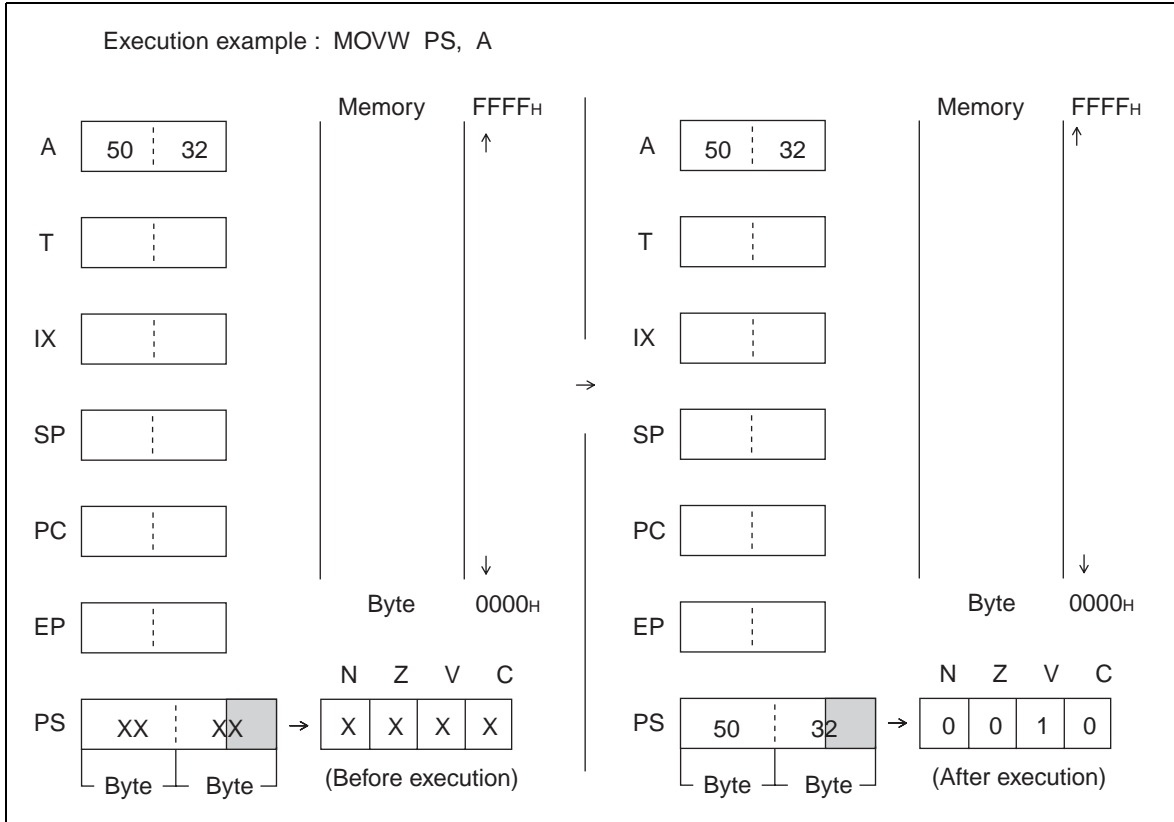 Execution example : MOVW PS, A
Memory FFFFH
A 50 32
T
IX
SP
PC
EP
Byte 0000H
N Z V C
PS XX XX X X X X
Byte Byte
(Before execution)
Memory FFFFH
A 50 32
T
IX
SP
PC
EP
Byte 0000H
N Z V C
PS 50 32 0 0 1 0
Byte Byte
(After execution)